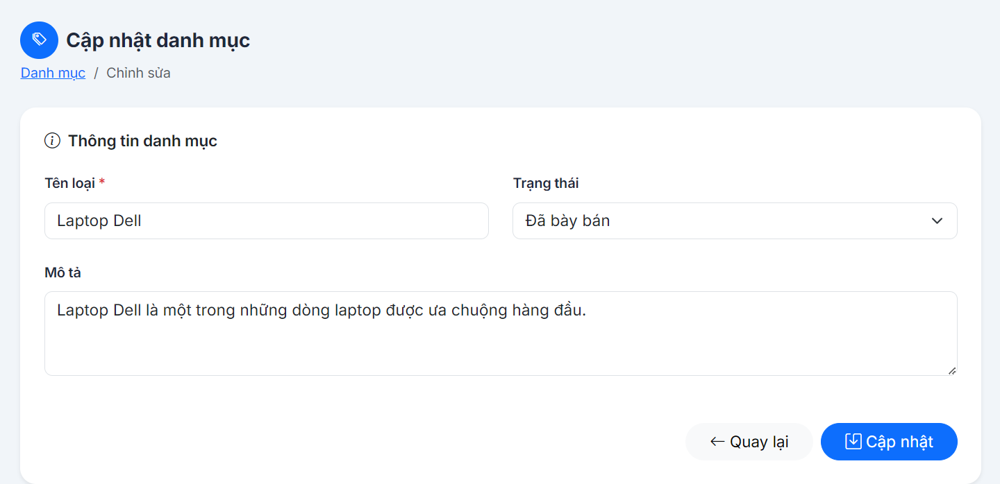 Cập nhật danh mục
Danh mục / Chỉnh sửa
Thông tin danh mục
Tên loại *
Trạng thái
Laptop Dell
Đã bày bán
Mô tả
Laptop Dell là một trong những dòng laptop được ưa chuộng hàng đầu.
Quay lại
Cập nhật